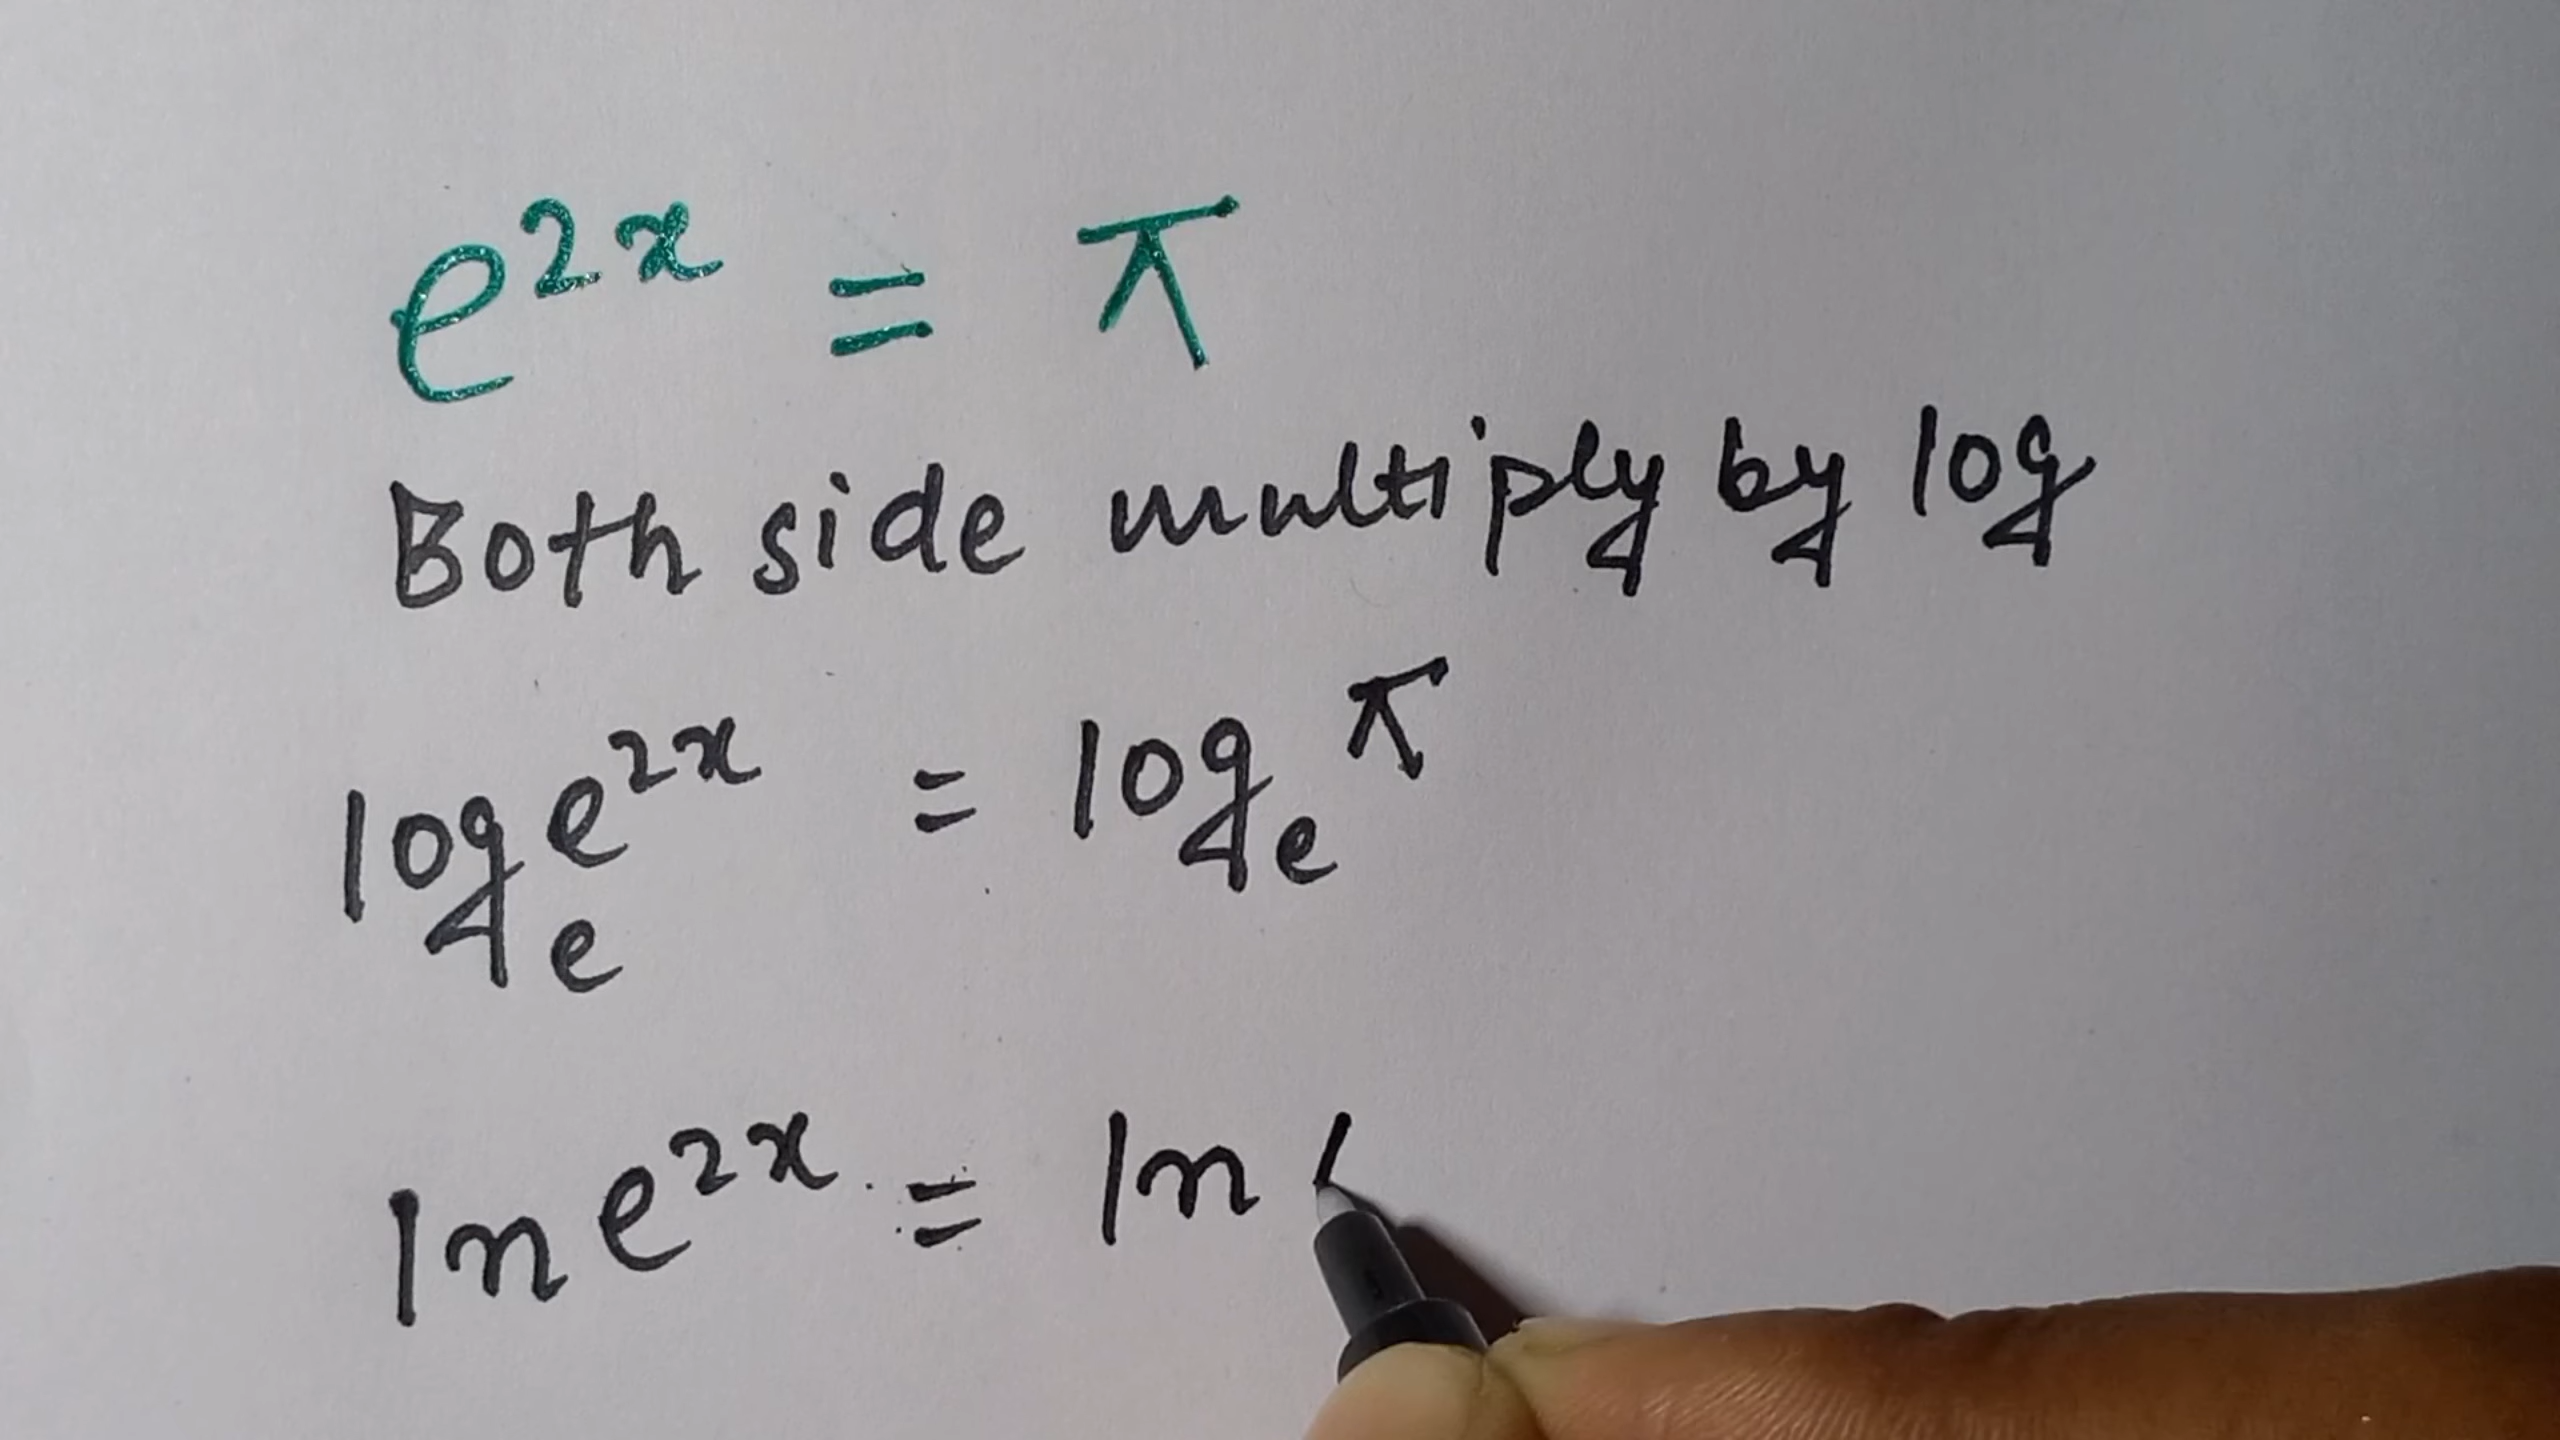 e^{2x} = π
Both side multiply by log
log_e e^{2x} = log_e π
ln e^{2x} = ln